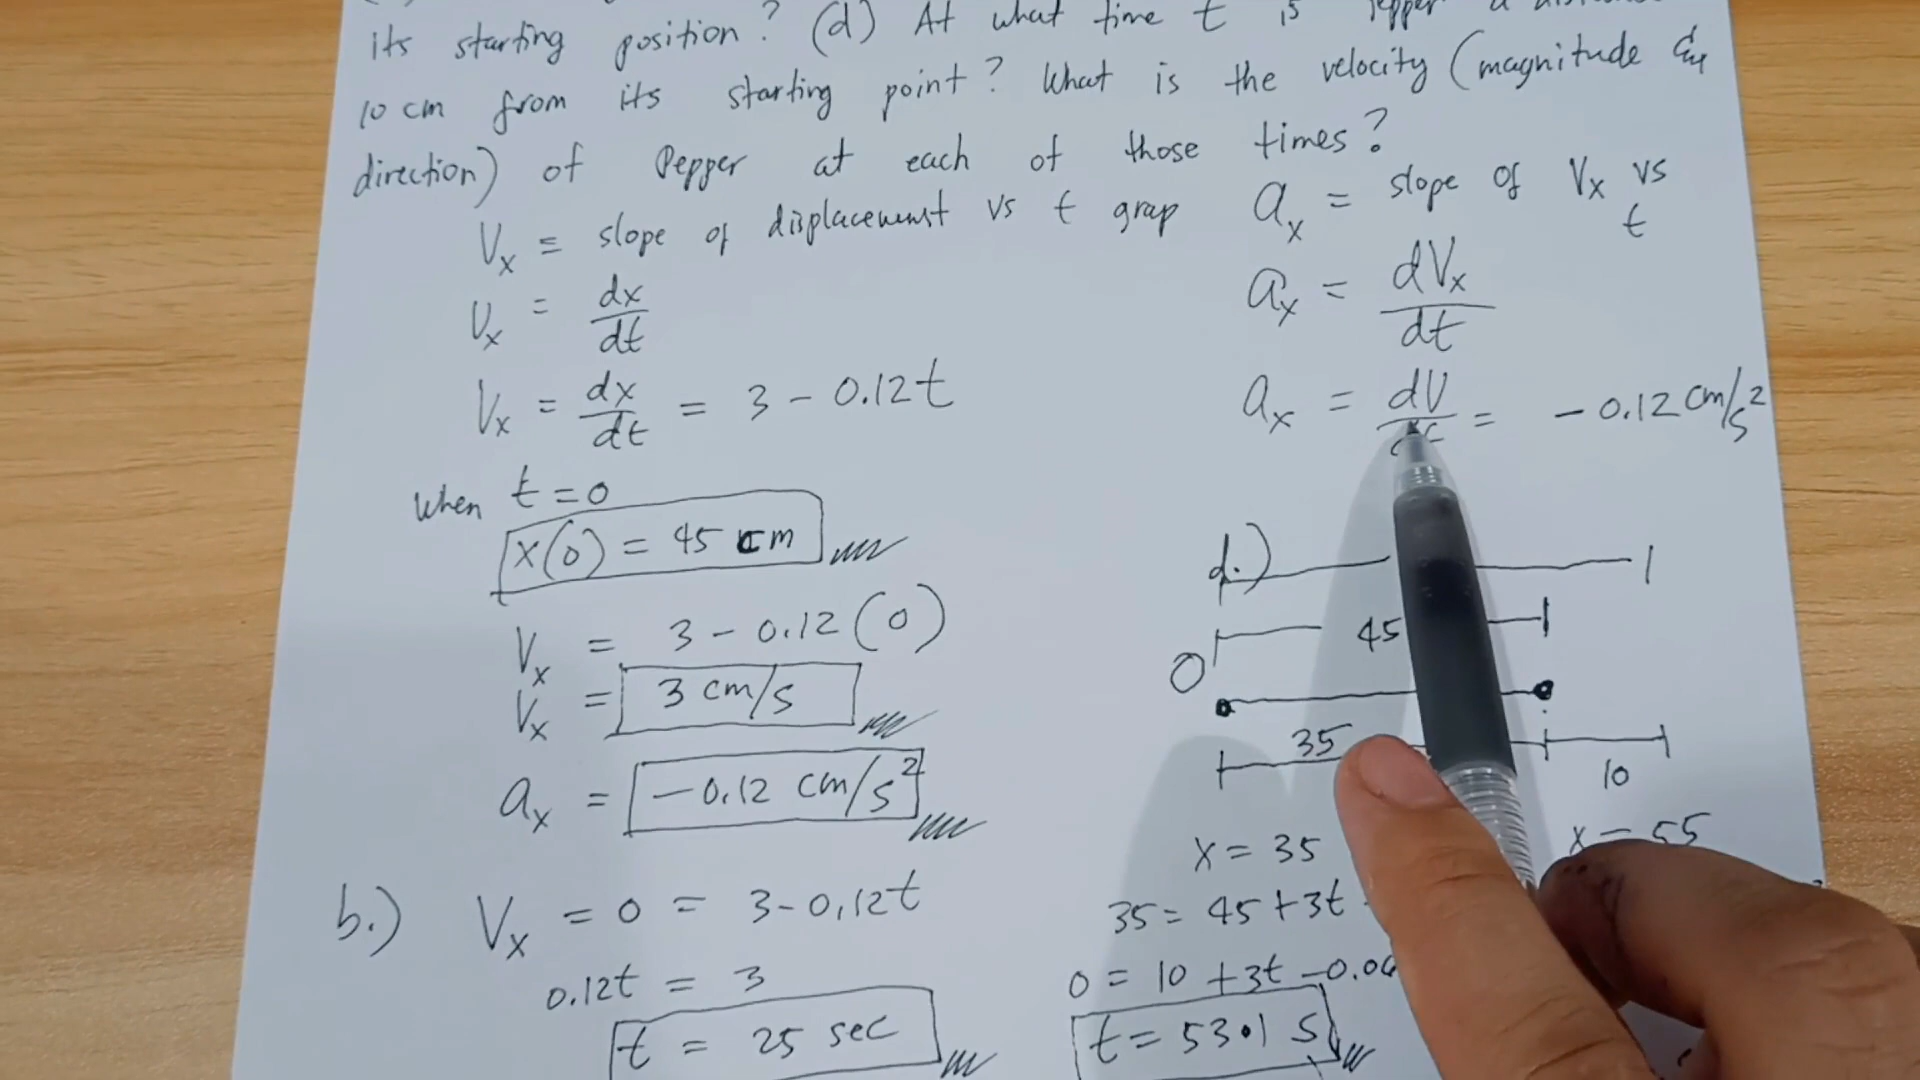 its starting position? (d) At what time t is Pepper a
10 cm from its starting point? What is the velocity (magnitude
direction) of Pepper at each of those times?
Vx = slope of displacement vs t grap
Vx = dx/dt
Vx = dx/dt = 3 - 0.12t
When t = 0
x(0) = 45 cm
Vx = 3 - 0.12(0)
Vx = 3 cm/s
ax = -0.12 cm/s²
b.) Vx = 0 = 3 - 0.12t
0.12t = 3
t = 25 sec
ax = slope of Vx vs
t
ax = dVx/dt
ax = dV/dt = -0.12 cm/s²
d.)
45
0
35
10
x = 35
x = 55
35 = 45 + 3t
0 = 10 + 3t - 0.06
t = 53.1 s